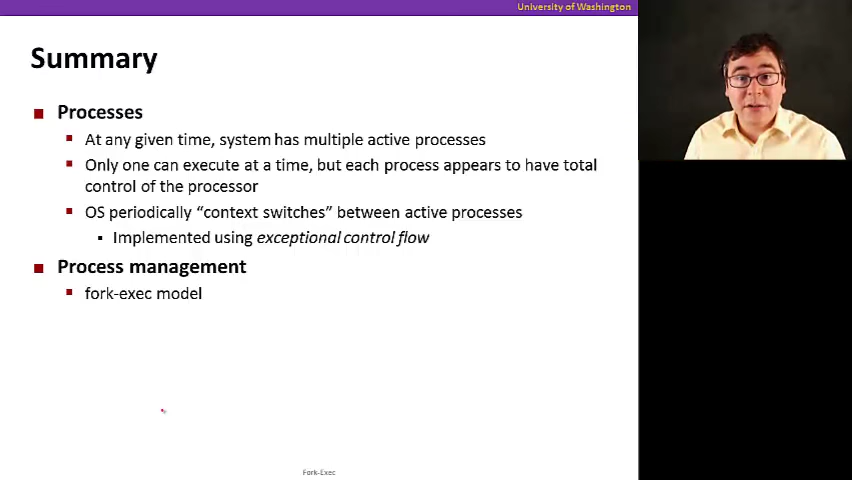 University of Washington
Summary
Processes
At any given time, system has multiple active processes
Only one can execute at a time, but each process appears to have total
control of the processor
OS periodically “context switches” between active processes
Implemented using exceptional control flow
Process management
fork-exec model
Fork-Exec